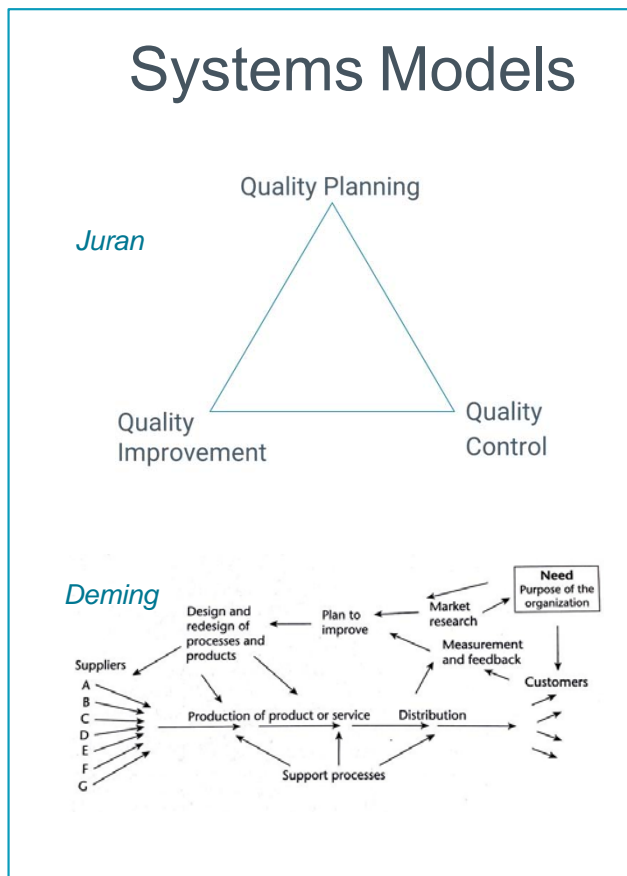 Systems Models
Quality Planning
Juran
Quality
Improvement
Quality
Control
Deming
Need
Purpose of the
organization
Design and
redesign of
processes and
products
Plan to
improve
Market
research
Measurement
and feedback
Suppliers
Customers
A
B
C
D
E
F
G
Production of product or service
Distribution
Support processes